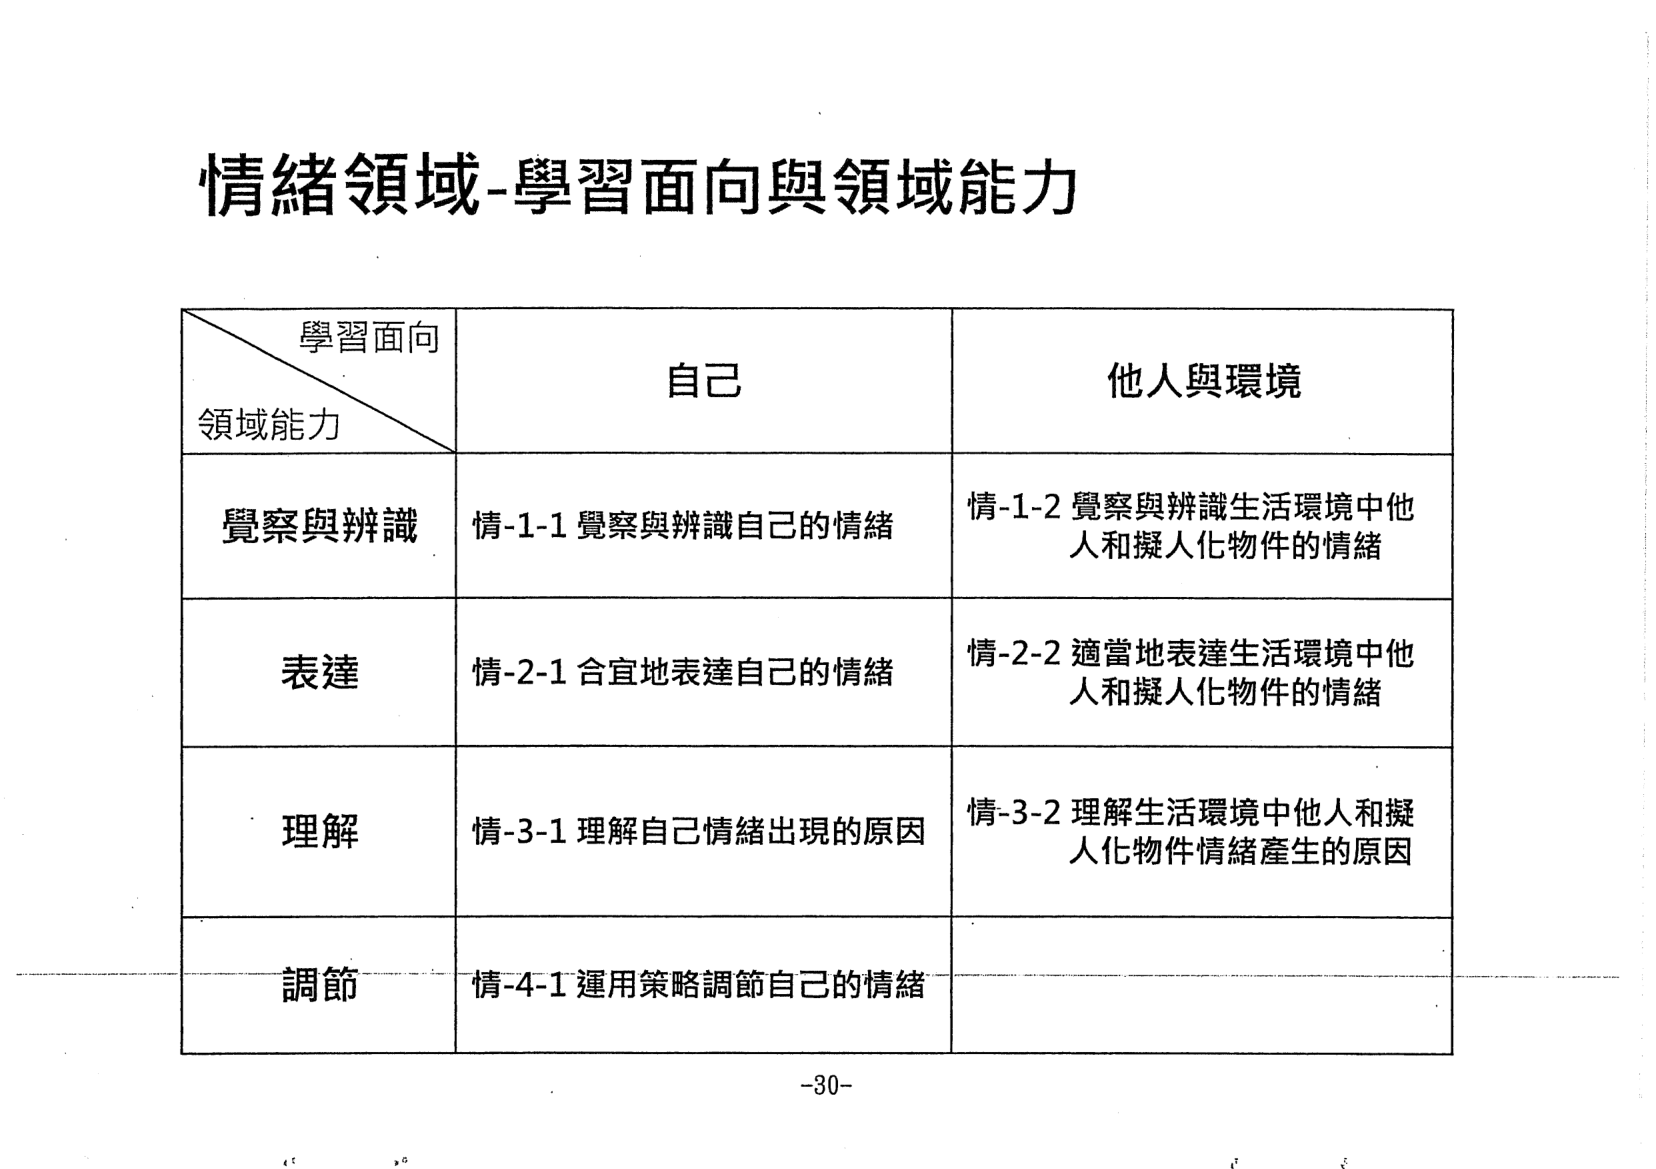 情緒領域-學習面向與領域能力
學習面向
領域能力
自己
他人與環境
覺察與辨識
情-1-1 覺察與辨識自己的情緒
情-1-2 覺察與辨識生活環境中他
人和擬人化物件的情緒
表達
情-2-1 合宜地表達自己的情緒
情-2-2 適當地表達生活環境中他
人和擬人化物件的情緒
理解
情-3-1 理解自己情緒出現的原因
情-3-2 理解生活環境中他人和擬
人化物件情緒產生的原因
調節
情-4-1 運用策略調節自己的情緒
-30-